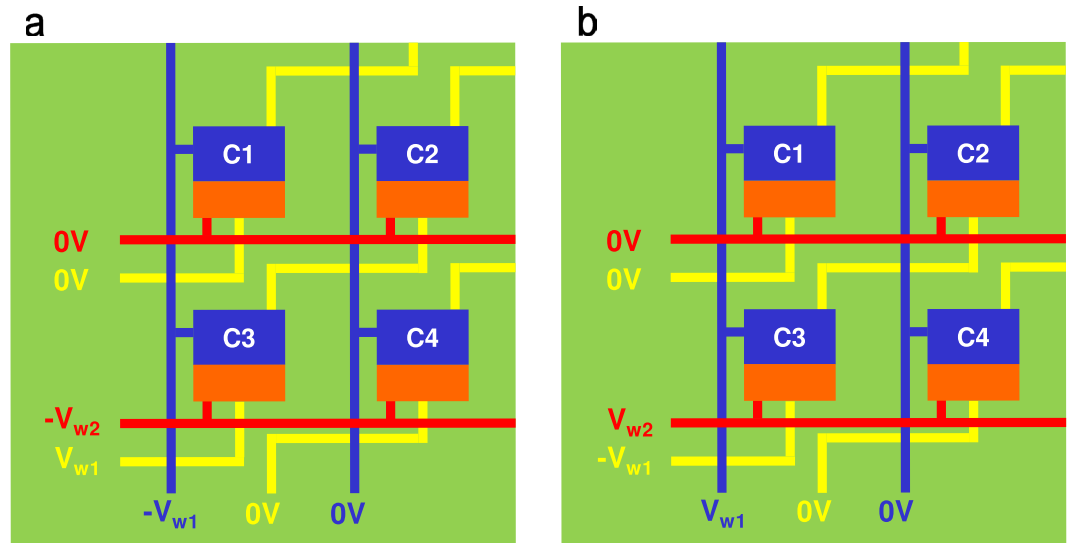 a
b
C1 C2
C1 C2
0V
0V
0V
0V
C3 C4
C3 C4
-Vw2
Vw2
Vw1
-Vw1
-Vw1 0V 0V
Vw1 0V 0V